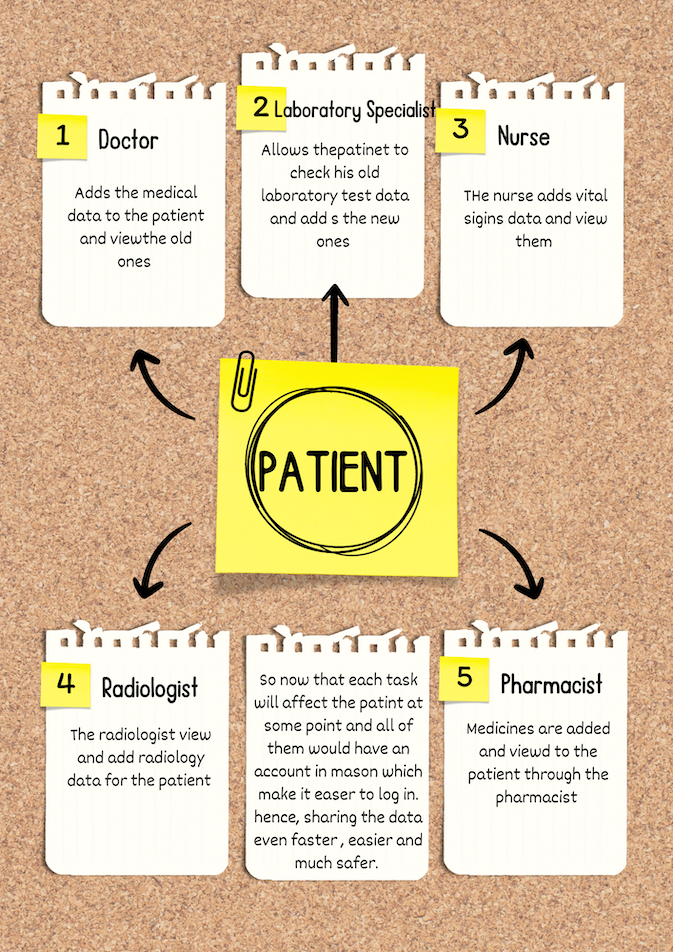 1
Doctor
Adds the medical
data to the patient
and viewthe old
ones
2
Laboratory Specialist
Allows thepatinet to
check his old
laboratory test data
and add s the new
ones
3
Nurse
THe nurse adds vital
sigins data and view
them
PATIENT
4
Radiologist
The radiologist view
and add radiology
data for the patient
So now that each task
will affect the patint at
some point and all of
them would have an
account in mason which
make it easer to log in.
hence, sharing the data
even faster , easier and
much safer.
5
Pharmacist
Medicines are added
and viewd to the
patient through the
pharmacist